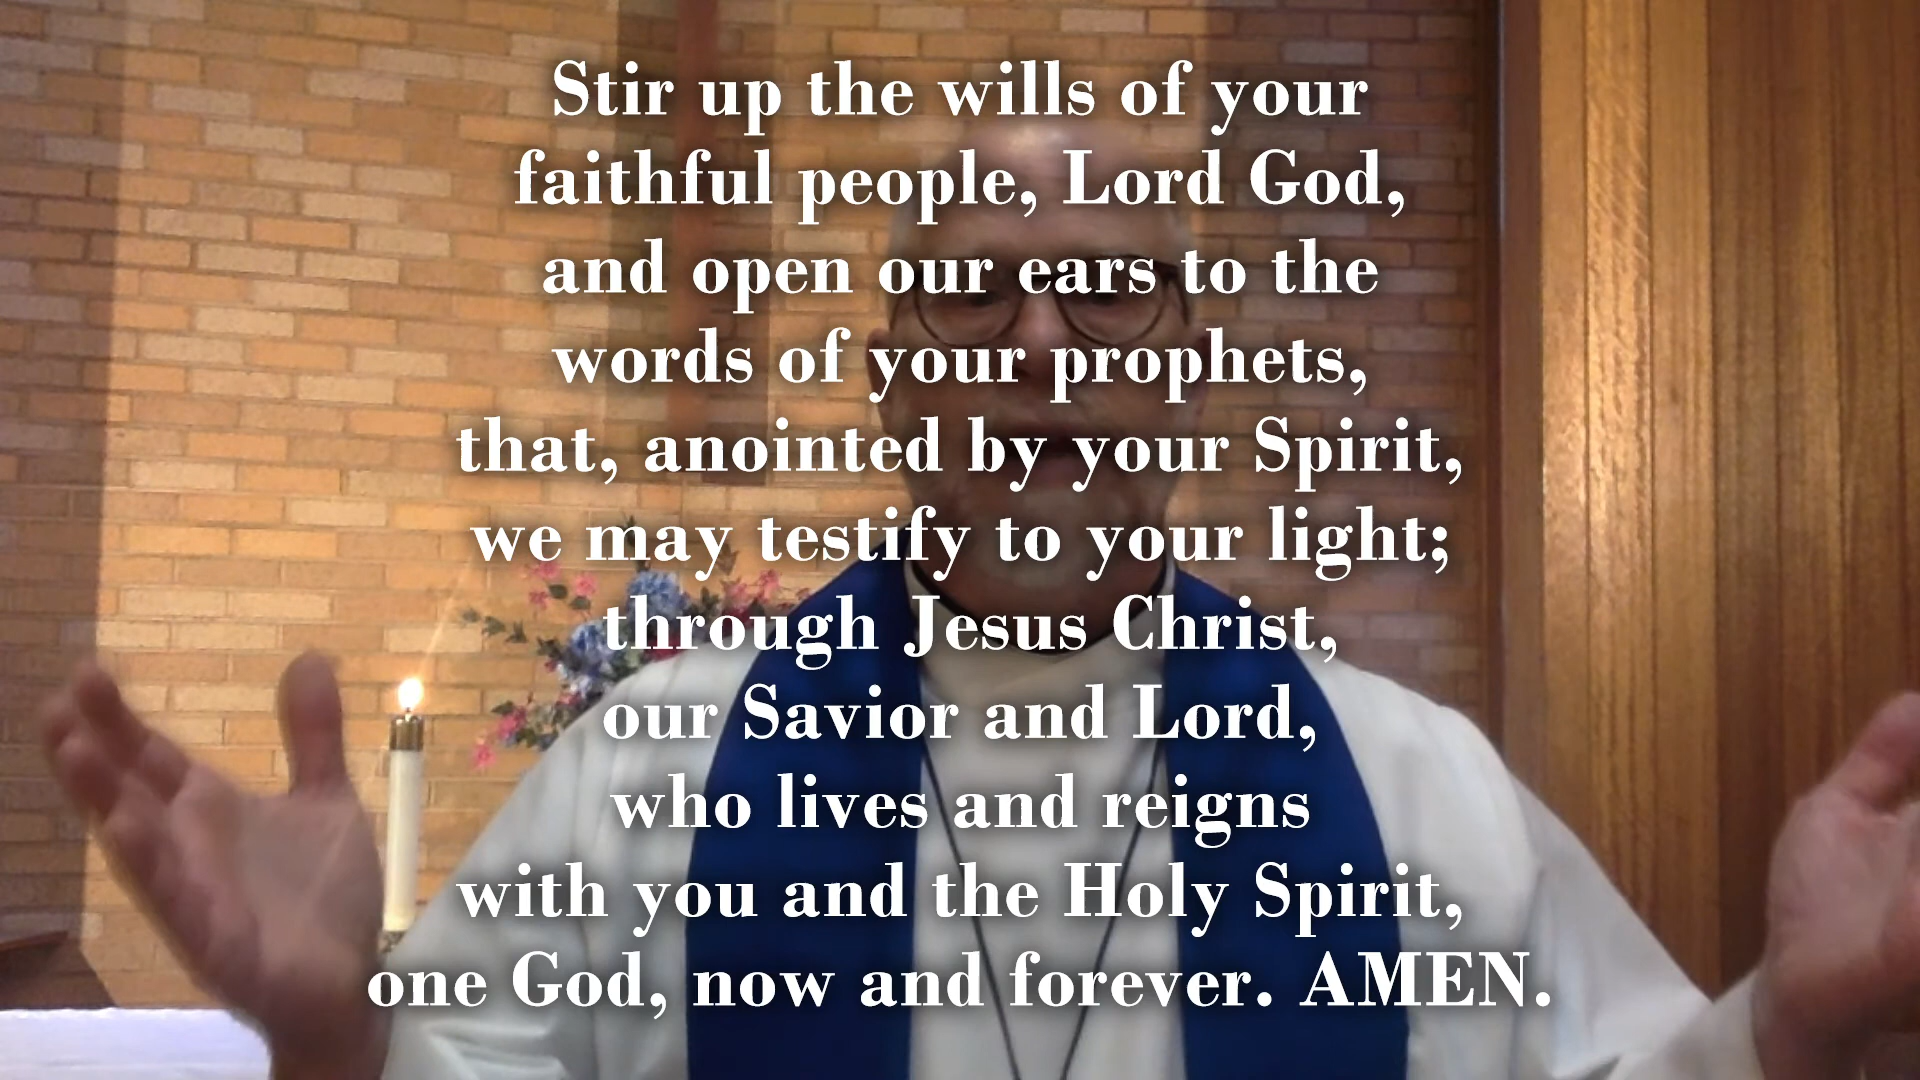 Stir up the wills of your
faithful people, Lord God,
and open our ears to the
words of your prophets,
that, anointed by your Spirit,
we may testify to your light;
through Jesus Christ,
our Savior and Lord,
who lives and reigns
with you and the Holy Spirit,
one God, now and forever. AMEN.